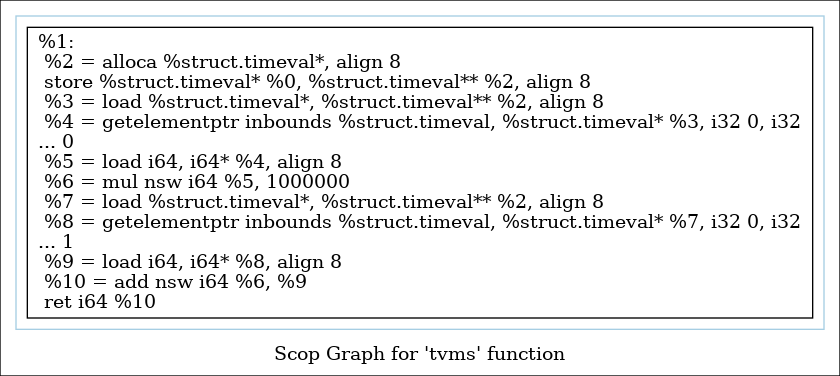 %1:
%2 = alloca %struct.timeval*, align 8
store %struct.timeval* %0, %struct.timeval** %2, align 8
%3 = load %struct.timeval*, %struct.timeval** %2, align 8
%4 = getelementptr inbounds %struct.timeval, %struct.timeval* %3, i32 0, i32
... 0
%5 = load i64, i64* %4, align 8
%6 = mul nsw i64 %5, 1000000
%7 = load %struct.timeval*, %struct.timeval** %2, align 8
%8 = getelementptr inbounds %struct.timeval, %struct.timeval* %7, i32 0, i32
... 1
%9 = load i64, i64* %8, align 8
%10 = add nsw i64 %6, %9
ret i64 %10
Scop Graph for 'tvms' function